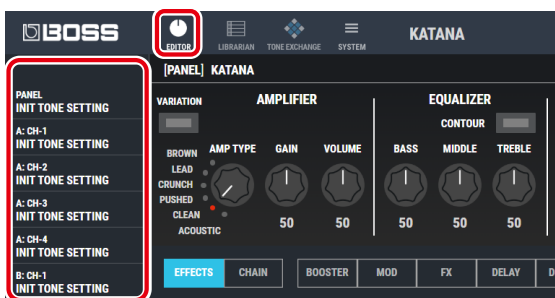 BOSS
EDITOR LIBRARIAN TONE EXCHANGE SYSTEM KATANA
[PANEL] KATANA
PANEL
INIT TONE SETTING
A: CH-1
INIT TONE SETTING
A: CH-2
INIT TONE SETTING
A: CH-3
INIT TONE SETTING
A: CH-4
INIT TONE SETTING
B: CH-1
INIT TONE SETTING
VARIATION AMPLIFIER EQUALIZER
CONTOUR
AMP TYPE GAIN VOLUME BASS MIDDLE TREBLE
BROWN
LEAD
CRUNCH
PUSHED
CLEAN
ACOUSTIC
50 50 50 50 50
EFFECTS CHAIN BOOSTER MOD FX DELAY D